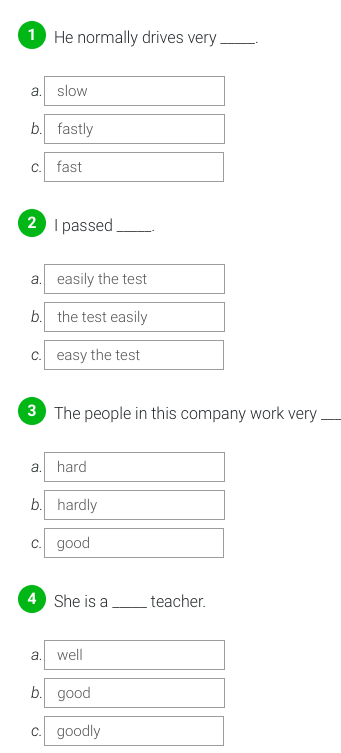 1 He normally drives very _____.
a. slow
b. fastly
c. fast
2 I passed _____.
a. easily the test
b. the test easily
c. easy the test
3 The people in this company work very ___
a. hard
b. hardly
c. good
4 She is a _____ teacher.
a. well
b. good
c. goodly